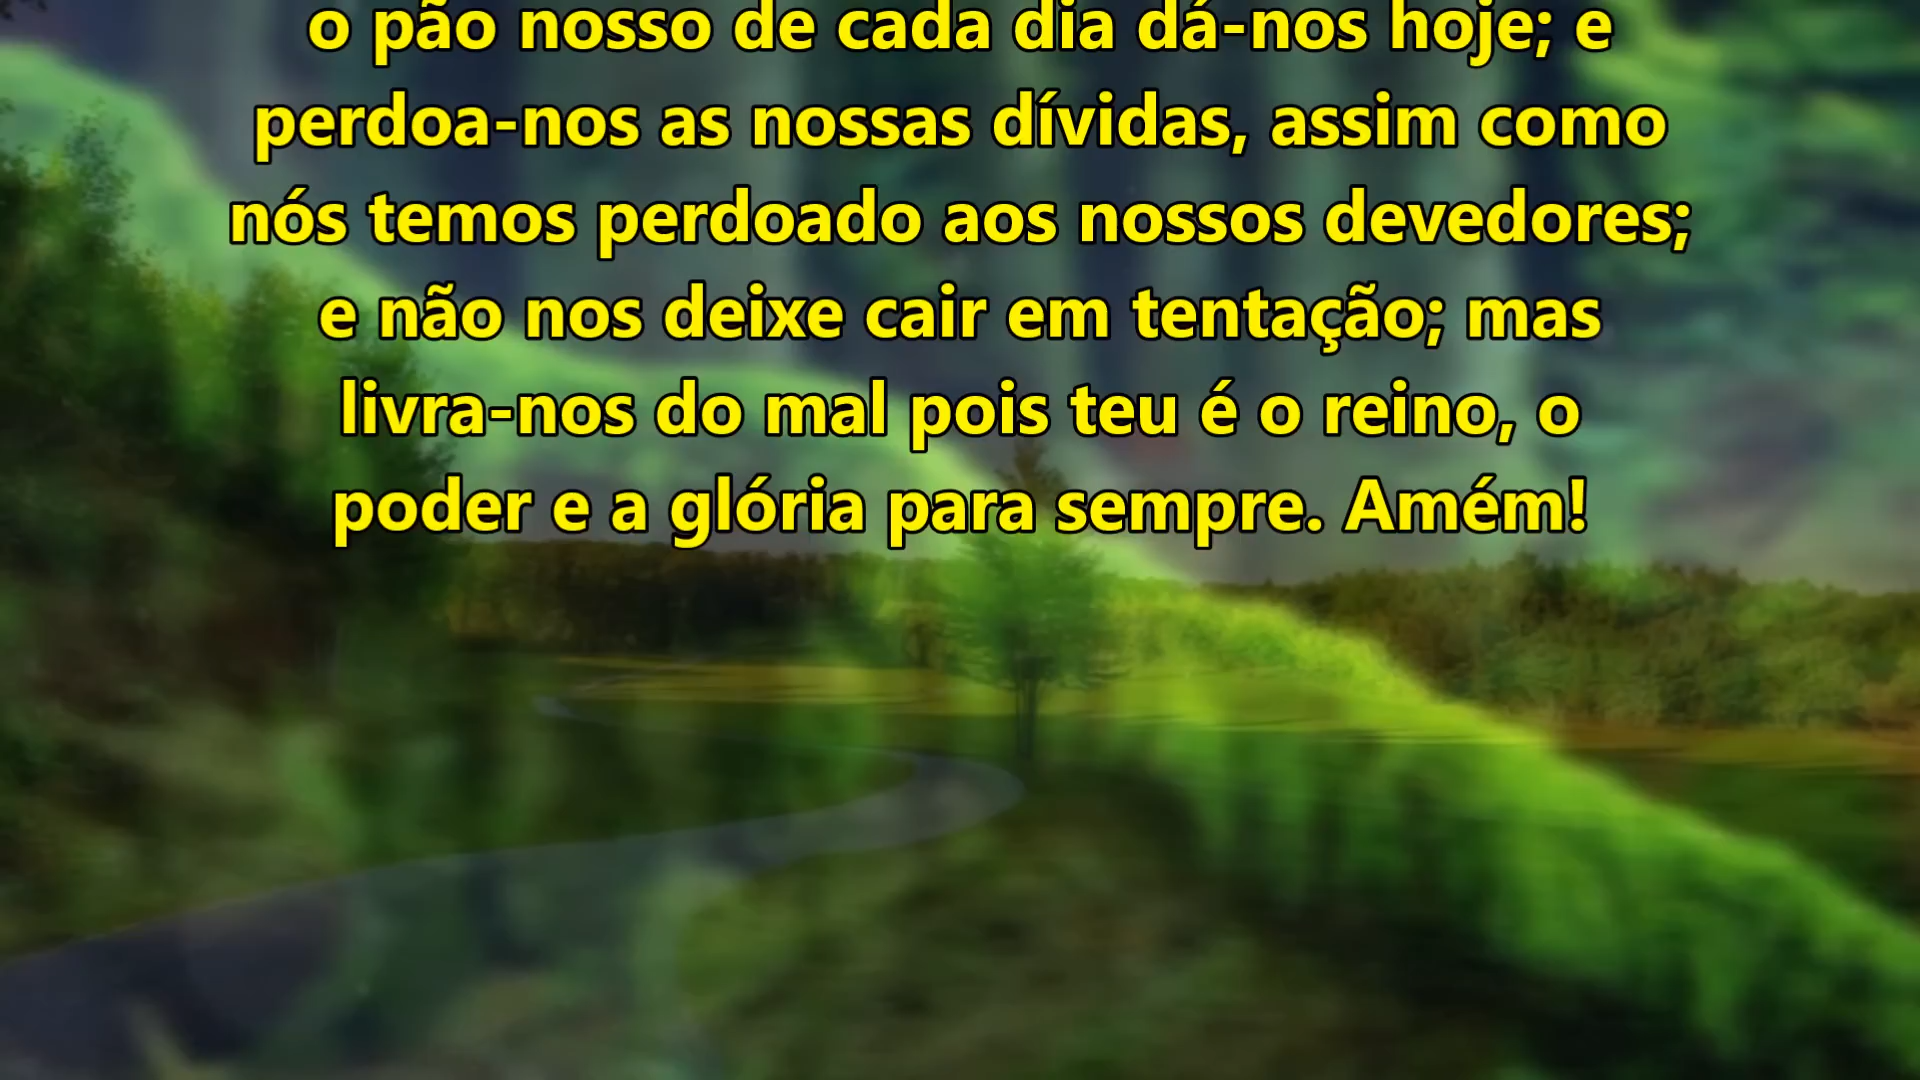 o pão nosso de cada dia dá-nos hoje; e
perdoa-nos as nossas dívidas, assim como
nós temos perdoado aos nossos devedores;
e não nos deixe cair em tentação; mas
livra-nos do mal pois teu é o reino, o
poder e a glória para sempre. Amém!